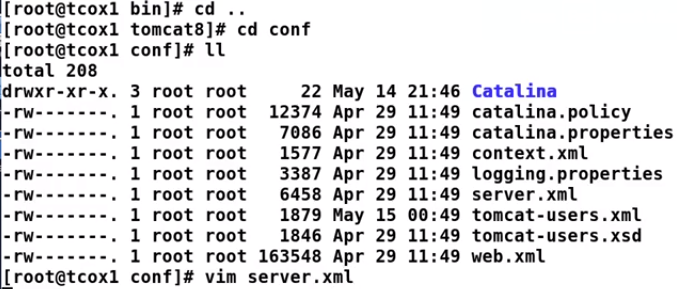 [root@tcox1 bin]# cd ..
[root@tcox1 tomcat8]# cd conf
[root@tcox1 conf]# ll
total 208
drwxr-xr-x. 3 root root     22 May 14 21:46 Catalina
-rw-------. 1 root root  12374 Apr 29 11:49 catalina.policy
-rw-------. 1 root root   7086 Apr 29 11:49 catalina.properties
-rw-------. 1 root root   1577 Apr 29 11:49 context.xml
-rw-------. 1 root root   3387 Apr 29 11:49 logging.properties
-rw-------. 1 root root   6458 Apr 29 11:49 server.xml
-rw-------. 1 root root   1879 May 15 00:49 tomcat-users.xml
-rw-------. 1 root root   1846 Apr 29 11:49 tomcat-users.xsd
-rw-------. 1 root root 163548 Apr 29 11:49 web.xml
[root@tcox1 conf]# vim server.xml